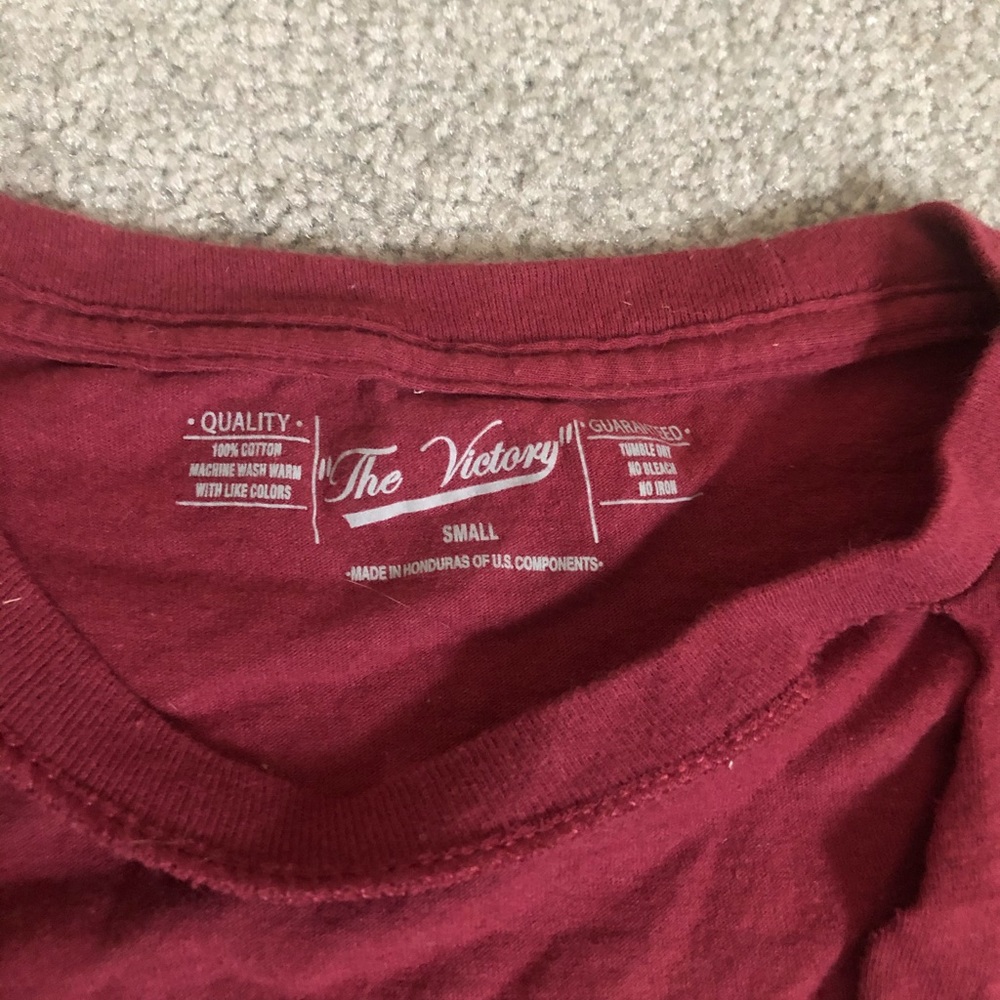 • QUALITY •
100% COTTON
MACHINE WASH WARM
WITH LIKE COLORS
"The Victory"
SMALL
•MADE IN HONDURAS OF U.S. COMPONENTS•
• GUARANTEED •
TUMBLE DRY
NO BLEACH
NO IRON